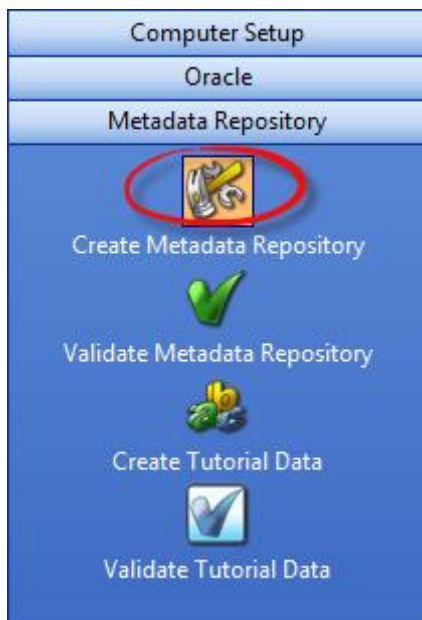 Computer Setup
Oracle
Metadata Repository
Create Metadata Repository
Validate Metadata Repository
Create Tutorial Data
Validate Tutorial Data